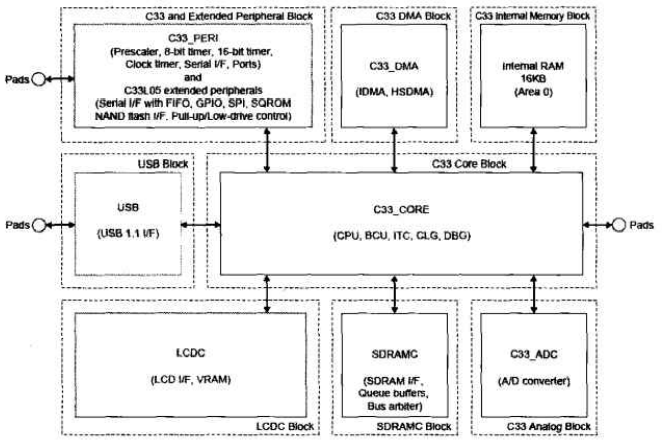 C33 and Extended Peripheral Block
C33 DMA Block
C33 Internal Memory Block
C33_PERI
(Prescaler, 8-bit timer, 16-bit timer,
Clock timer, Serial I/F, Ports)
and
C33L05 extended peripherals
(Serial I/F with FIFO, GPIO, SPI, SQROM
NAND flash I/F, Pull-up/Low-drive control)
Pads
C33_DMA
(IDMA, HSDMA)
Internal RAM
16KB
(Area 0)
USB Block
C33 Core Block
USB
(USB 1.1 I/F)
Pads
C33_CORE
(CPU, BCU, ITC, CLG, DBG)
Pads
LCDC
(LCD I/F, VRAM)
SDRAMC
(SDRAM I/F,
Queue buffers,
Bus arbiter)
C33_ADC
(A/D converter)
LCDC Block
SDRAMC Block
C33 Analog Block